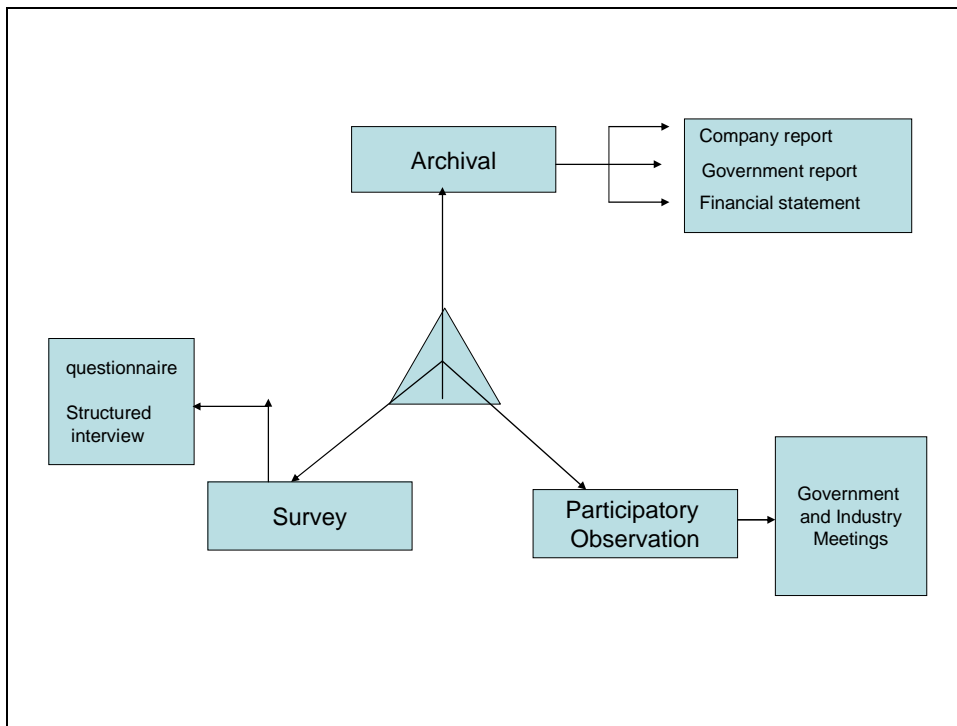 Archival
Company report
Government report
Financial statement
questionnaire
Structured
interview
Survey
Participatory
Observation
Government
and Industry
Meetings